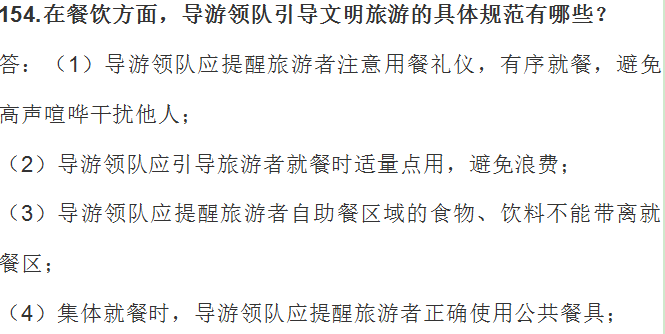 154.在餐饮方面，导游领队引导文明旅游的具体规范有哪些？
答：（1）导游领队应提醒旅游者注意用餐礼仪，有序就餐，避免
高声喧哗干扰他人；
（2）导游领队应引导旅游者就餐时适量点用，避免浪费；
（3）导游领队应提醒旅游者自助餐区域的食物、饮料不能带离就
餐区；
（4）集体就餐时，导游领队应提醒旅游者正确使用公共餐具；